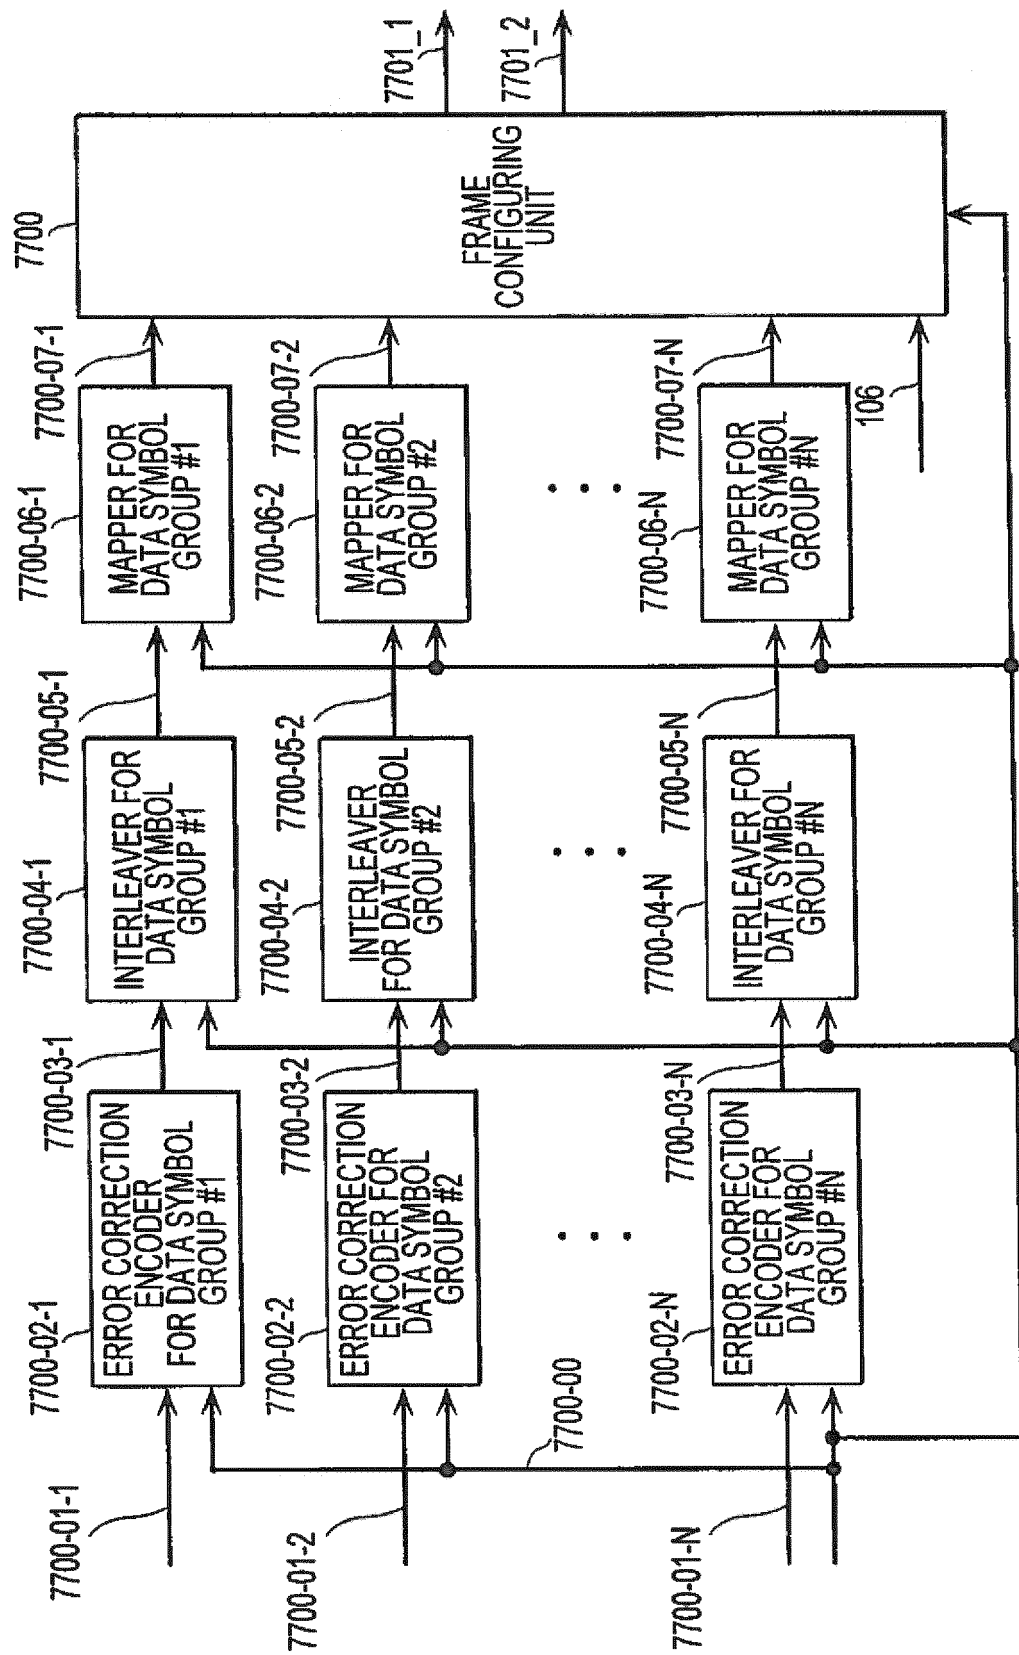 7700-01-1
7700-02-1
ERROR CORRECTION
ENCODER
FOR DATA SYMBOL
GROUP #1
7700-03-1
7700-04-1
INTERLEAVER FOR
DATA SYMBOL
GROUP #1
7700-05-1
7700-06-1
MAPPER FOR
DATA SYMBOL
GROUP #1
7700-07-1
7700
FRAME
CONFIGURING
UNIT
7701_1
7701_2
7700-01-2
7700-02-2
ERROR CORRECTION
ENCODER FOR
DATA SYMBOL
GROUP #2
7700-03-2
7700-04-2
INTERLEAVER
FOR DATA SYMBOL
GROUP #2
7700-05-2
7700-06-2
MAPPER FOR
DATA SYMBOL
GROUP #2
7700-07-2
7700-00
7700-01-N
7700-02-N
ERROR CORRECTION
ENCODER FOR
DATA SYMBOL
GROUP #N
7700-03-N
7700-04-N
INTERLEAVER FOR
DATA SYMBOL
GROUP #N
7700-05-N
7700-06-N
MAPPER FOR
DATA SYMBOL
GROUP #N
7700-07-N
106